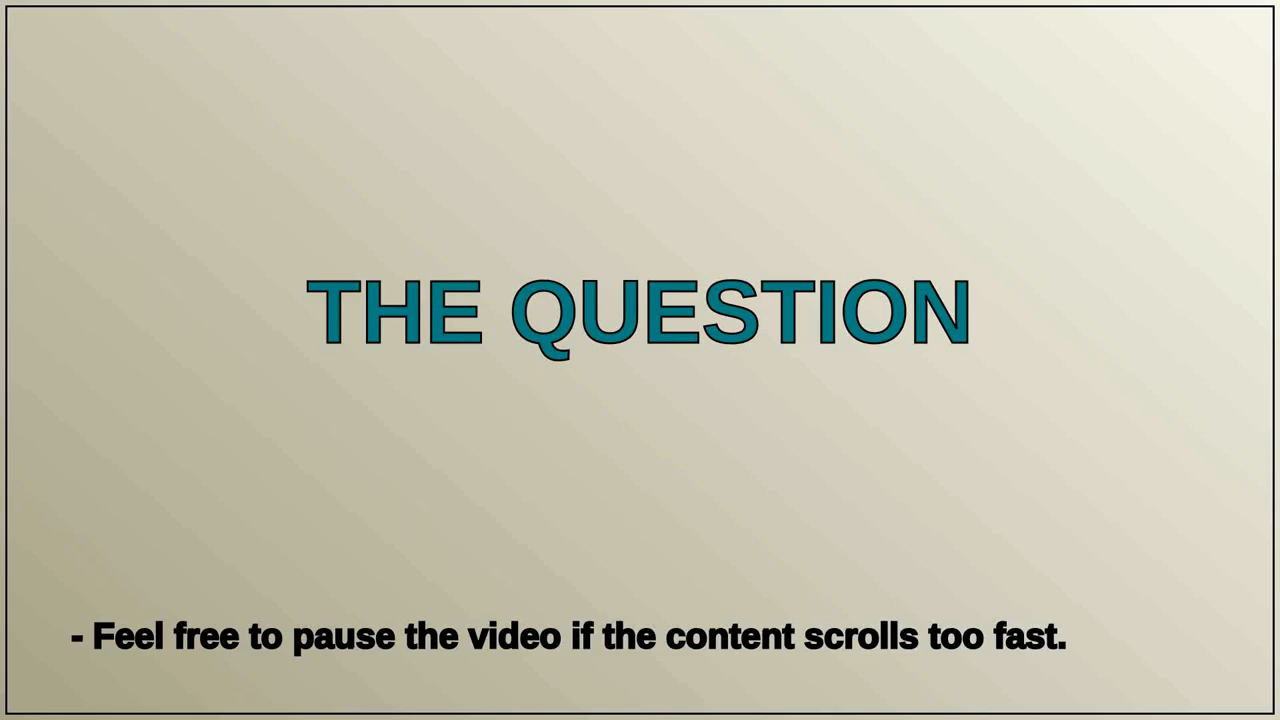 THE QUESTION
- Feel free to pause the video if the content scrolls too fast.